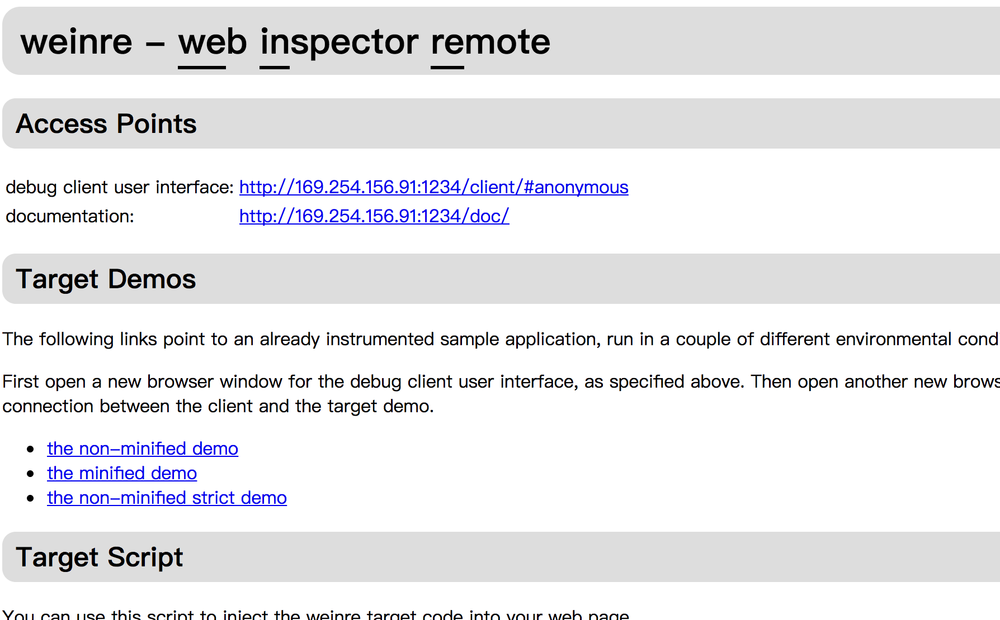 weinre – web inspector remote
Access Points
debug client user interface: http://169.254.156.91:1234/client/#anonymous
documentation: http://169.254.156.91:1234/doc/
Target Demos
The following links point to an already instrumented sample application, run in a couple of different environmental cond
First open a new browser window for the debug client user interface, as specified above. Then open another new brows
connection between the client and the target demo.
• the non-minified demo
• the minified demo
• the non-minified strict demo
Target Script
You can use this script to inject the weinre target code into your web page